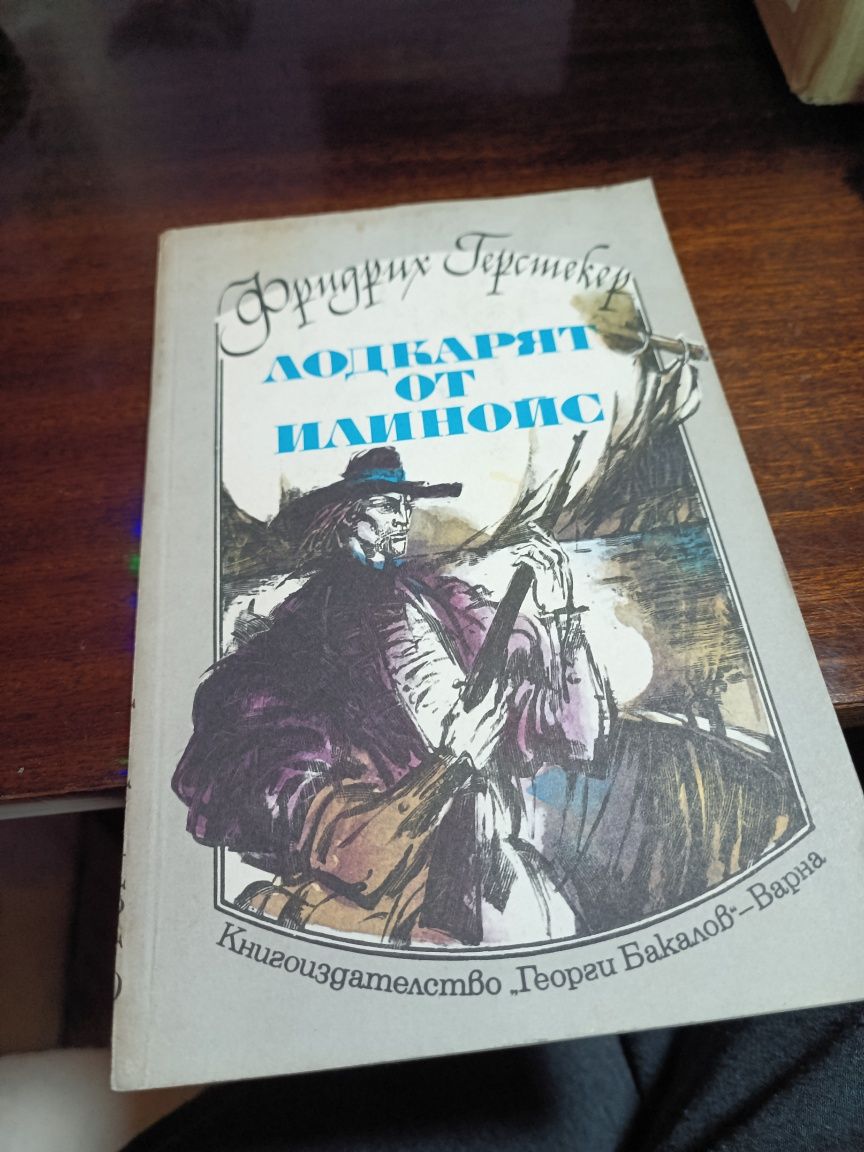 Фридрих Герстекер
ЛОДКАРЯТ
ОТ
ИЛИНОЙС
Книгоиздателство „Георги Бакалов“ – Варна